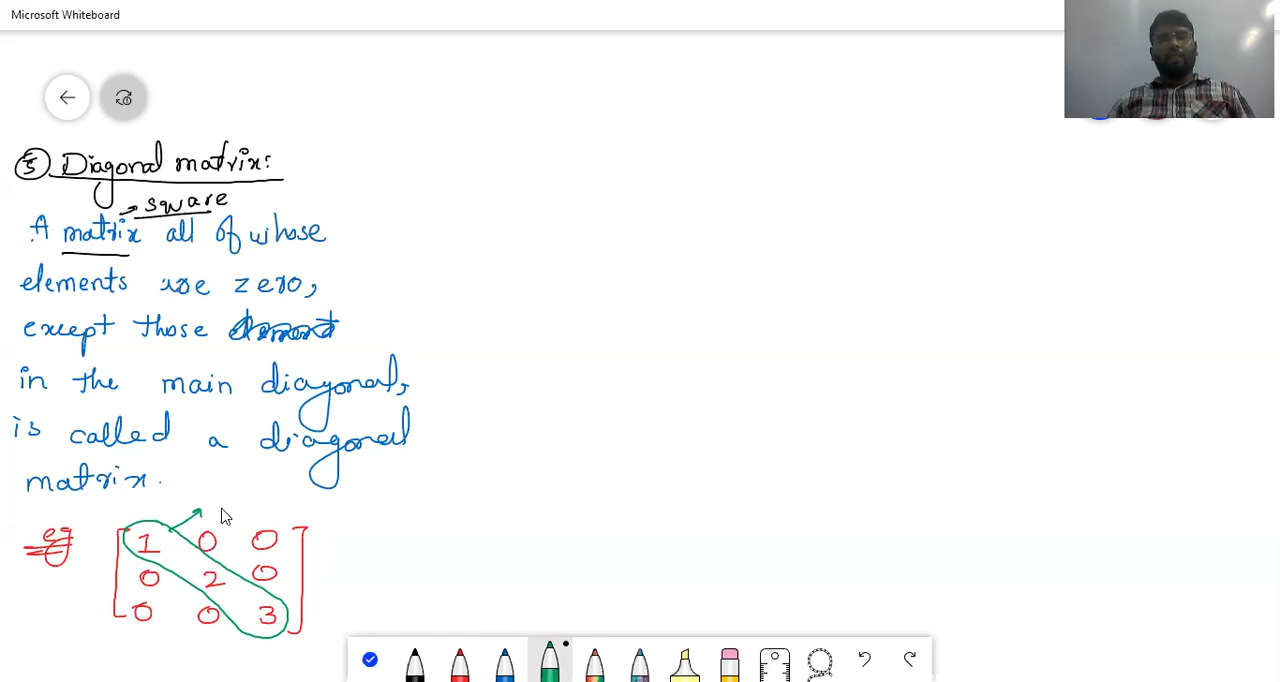 Microsoft Whiteboard
⑤ Diagonal matrix:
square
A matrix all of whose
elements are zero,
except those
in the main diagonal,
is called a diagonal
matrix.
eg
1 0 0
0 2 0
0 0 3